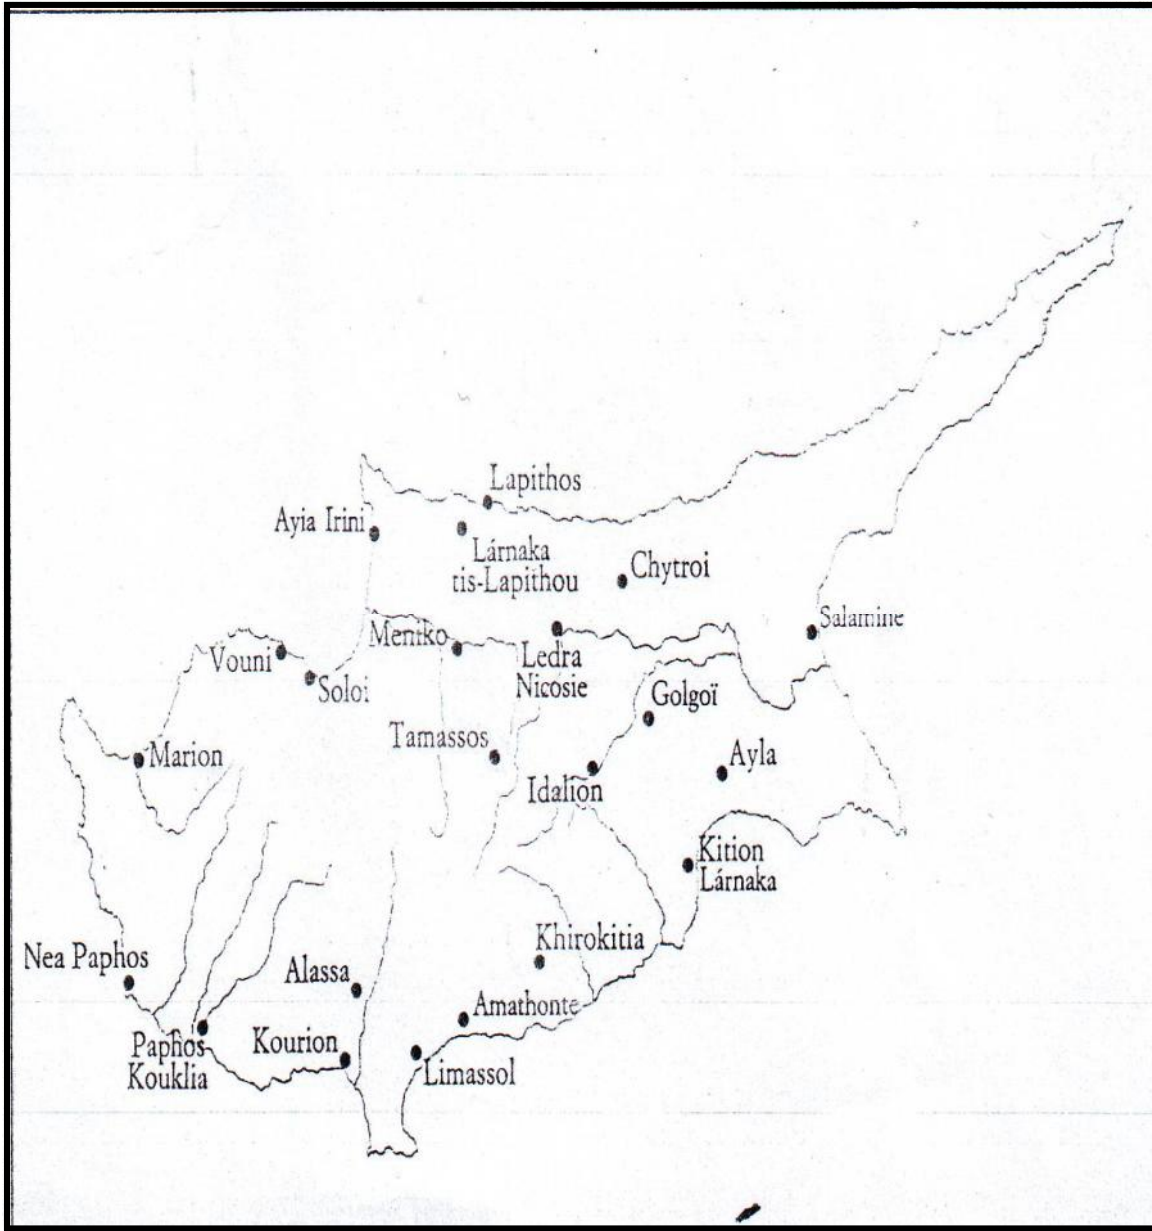 Lapithos
Ayia Irini
Lárnaka
tis-Lapithou
Chytroi
Salamine
Meniko
Ledra
Nicosie
Vouni
Soloi
Golgoï
Tamassos
Marion
Ayla
Idalion
Kition
Lárnaka
Khirokitia
Nea Paphos
Alassa
Amathonte
Paphos
Kouklia
Kourion
Limassol